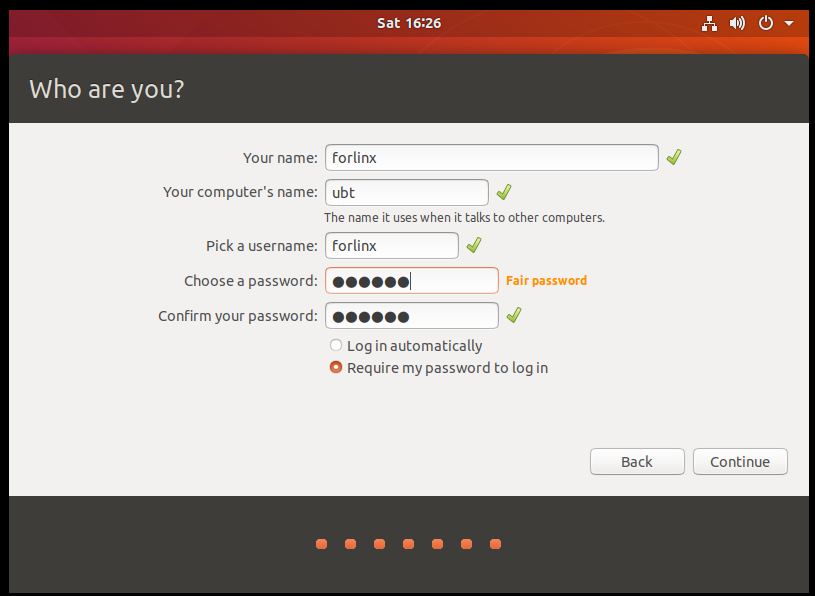 Sat 16:26
Who are you?
Your name: forlinx
Your computer's name: ubt
The name it uses when it talks to other computers.
Pick a username: forlinx
Choose a password: ●●●●●● Fair password
Confirm your password: ●●●●●●
Log in automatically
Require my password to log in
Back Continue